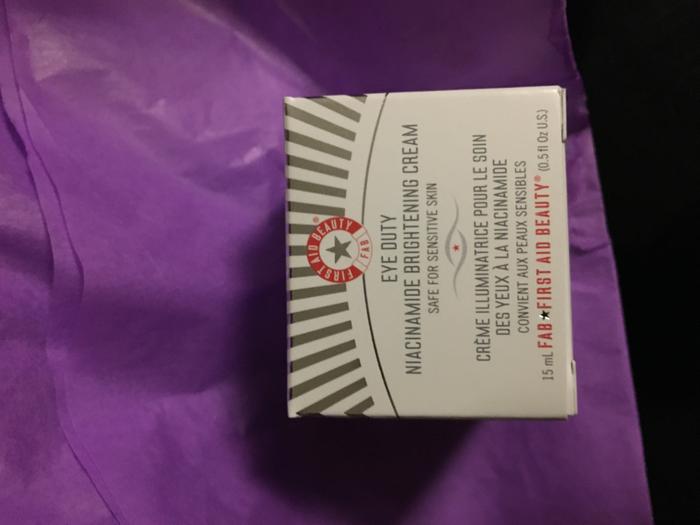 FIRST AID BEAUTY®
FAB
EYE DUTY
NIACINAMIDE BRIGHTENING CREAM
SAFE FOR SENSITIVE SKIN
CRÈME ILLUMINATRICE POUR LE SOIN
DES YEUX À LA NIACINAMIDE
CONVIENT AUX PEAUX SENSIBLES
15 mL FAB★FIRST AID BEAUTY® (0.5 fl Oz U.S.)